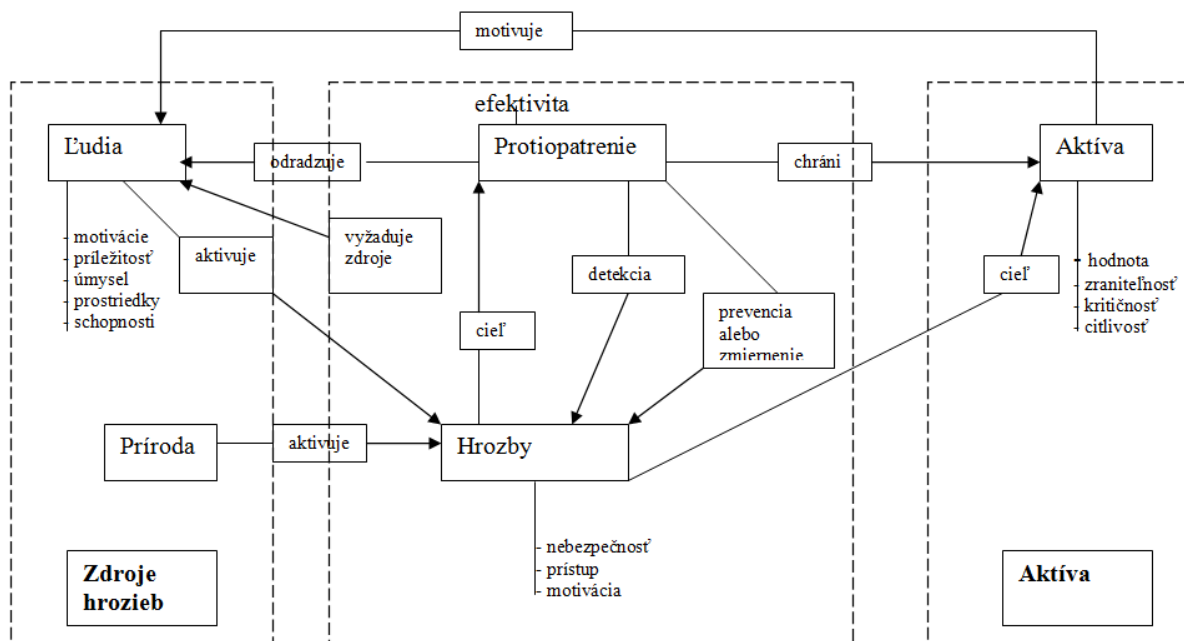 motivuje
efektivita
Ľudia
odradzuje
Protiopatrenie
chráni
Aktíva
- motivácie
- príležitosť
- úmysel
- prostriedky
- schopnosti
aktivuje
vyžaduje
zdroje
detekcia
cieľ
- hodnota
- zraniteľnosť
- kritičnosť
- citlivosť
cieľ
prevencia
alebo
zmiernenie
Príroda
aktivuje
Hrozby
- nebezpečnosť
- prístup
- motivácia
Zdroje
hrozieb
Aktíva